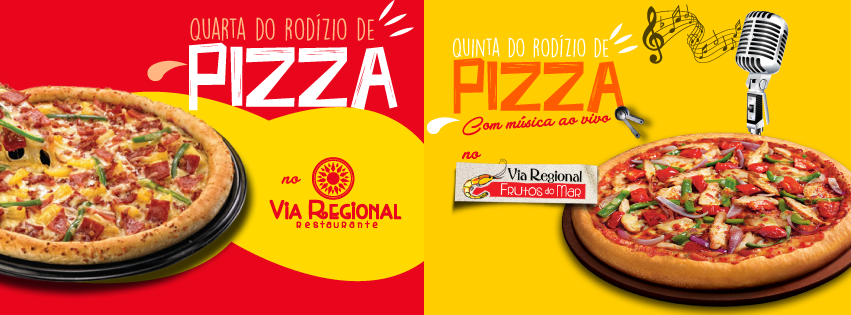 QUARTA DO RODÍZIO DE
PIZZA
no
VIA REGIONAL
Restaurante
QUINTA DO RODÍZIO DE
PIZZA
Com música ao vivo
no
Via Regional
FRUTOS do MAR